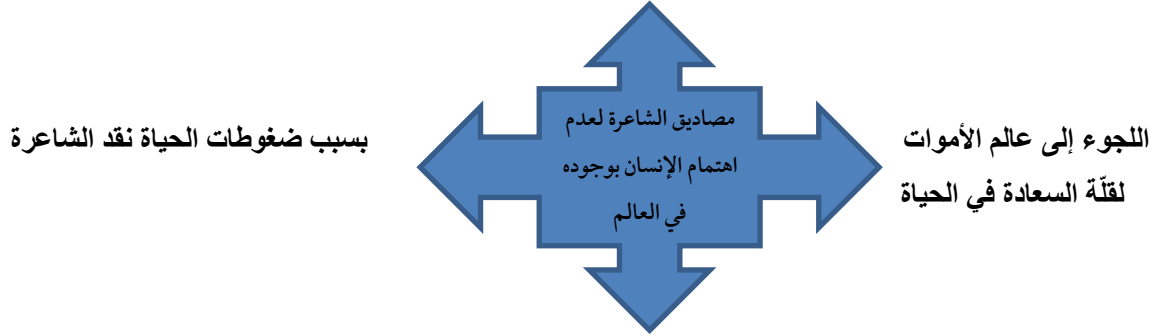 مصاديق الشاعرة لعدم
اهتمام الإنسان بوجوده
في العالم
اللجوء إلى عالم الأموات
لقلّة السعادة في الحياة
بسبب ضغوطات الحياة نقد الشاعرة